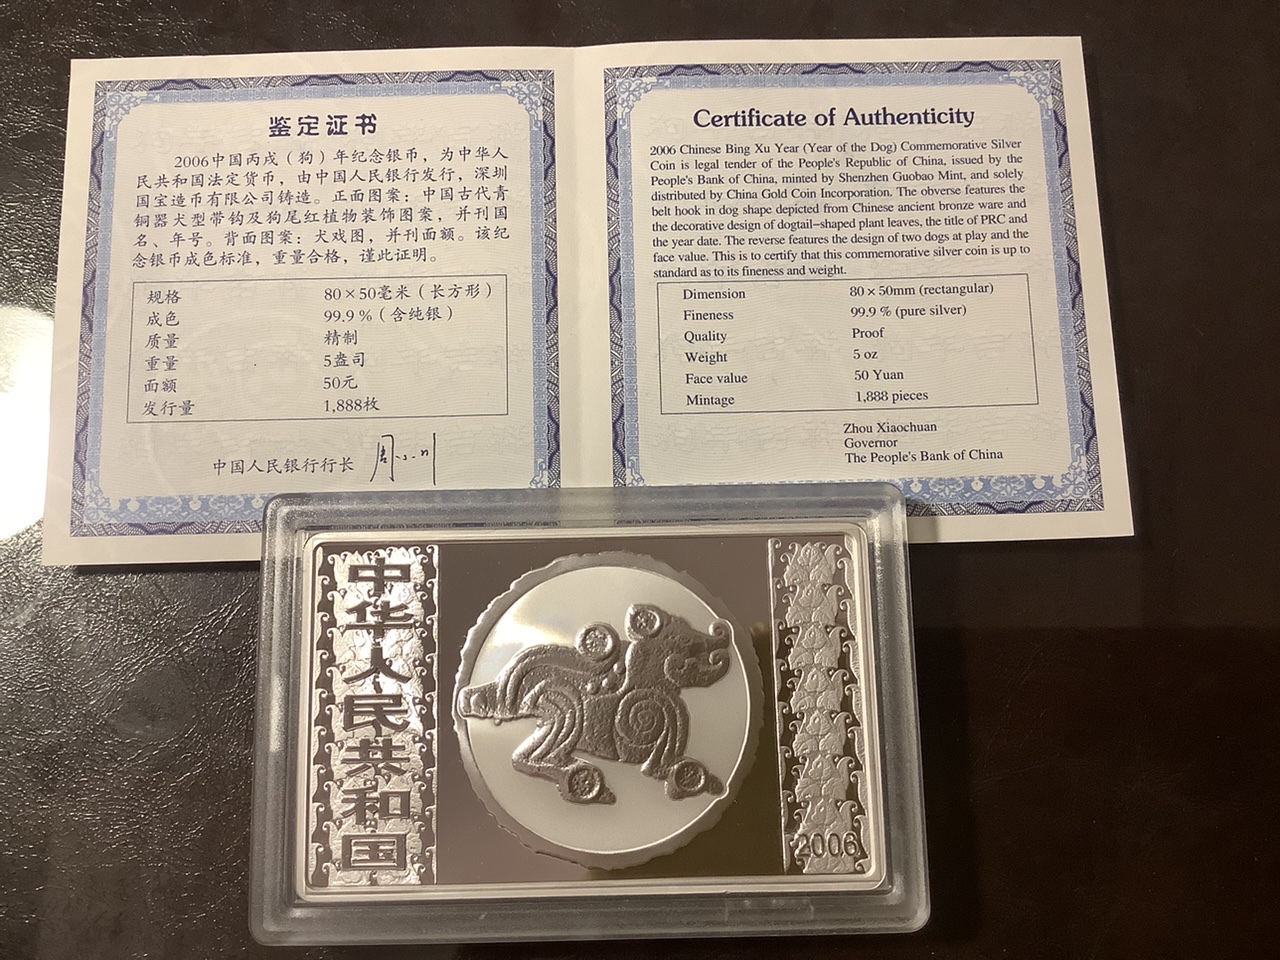 鉴定证书
2006中国丙戌（狗）年纪念银币，为中华人
民共和国法定货币，由中国人民银行发行，深圳
国宝造币有限公司铸造。正面图案：中国古代青
铜器犬型带钩及狗尾红植物装饰图案，并刊国
名、年号。背面图案：犬戏图，并刊面额。该纪
念银币成色标准，重量合格，谨此证明。
规格 80×50毫米（长方形）
成色 99.9%（含纯银）
质量 精制
重量 5盎司
面额 50元
发行量 1,888枚
中国人民银行行长
Certificate of Authenticity
2006 Chinese Bing Xu Year (Year of the Dog) Commemorative Silver
Coin is legal tender of the People's Republic of China, issued by the
People's Bank of China, minted by Shenzhen Guobao Mint, and solely
distributed by China Gold Coin Incorporation. The obverse features the
belt hook in dog shape depicted from Chinese ancient bronze ware and
the decorative design of dogtail–shaped plant leaves, the title of PRC and
the year date. The reverse features the design of two dogs at play and the
face value. This is to certify that this commemorative silver coin is up to
standard as to its fineness and weight.
Dimension 80×50mm (rectangular)
Fineness 99.9 % (pure silver)
Quality Proof
Weight 5 oz
Face value 50 Yuan
Mintage 1,888 pieces
Zhou Xiaochuan
Governor
The People's Bank of China
中华人民共和国
2006